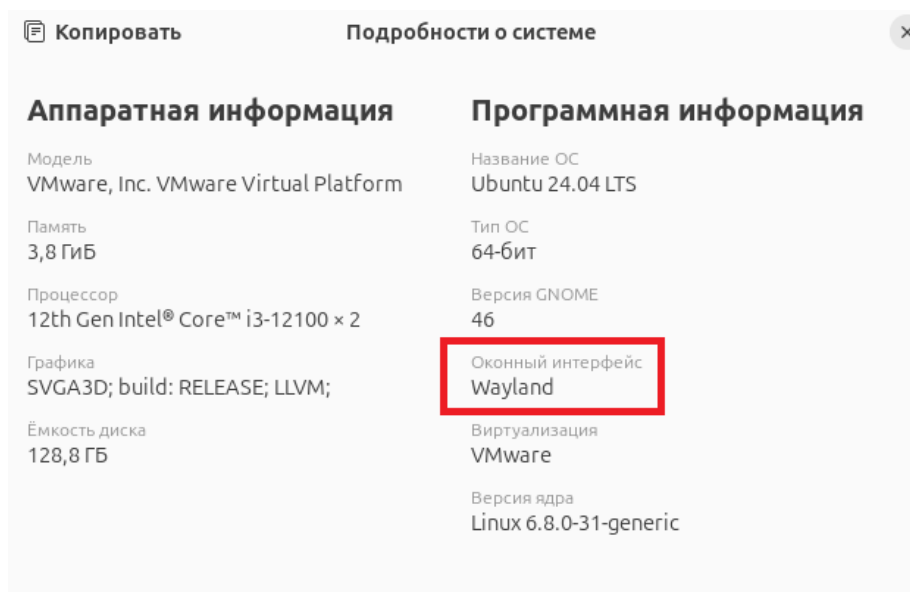 Копировать
Подробности о системе
Аппаратная информация
Модель
VMware, Inc. VMware Virtual Platform
Память
3,8 ГиБ
Процессор
12th Gen Intel® Core™ i3-12100 × 2
Графика
SVGA3D; build: RELEASE; LLVM;
Ёмкость диска
128,8 ГБ
Программная информация
Название ОС
Ubuntu 24.04 LTS
Тип ОС
64-бит
Версия GNOME
46
Оконный интерфейс
Wayland
Виртуализация
VMware
Версия ядра
Linux 6.8.0-31-generic